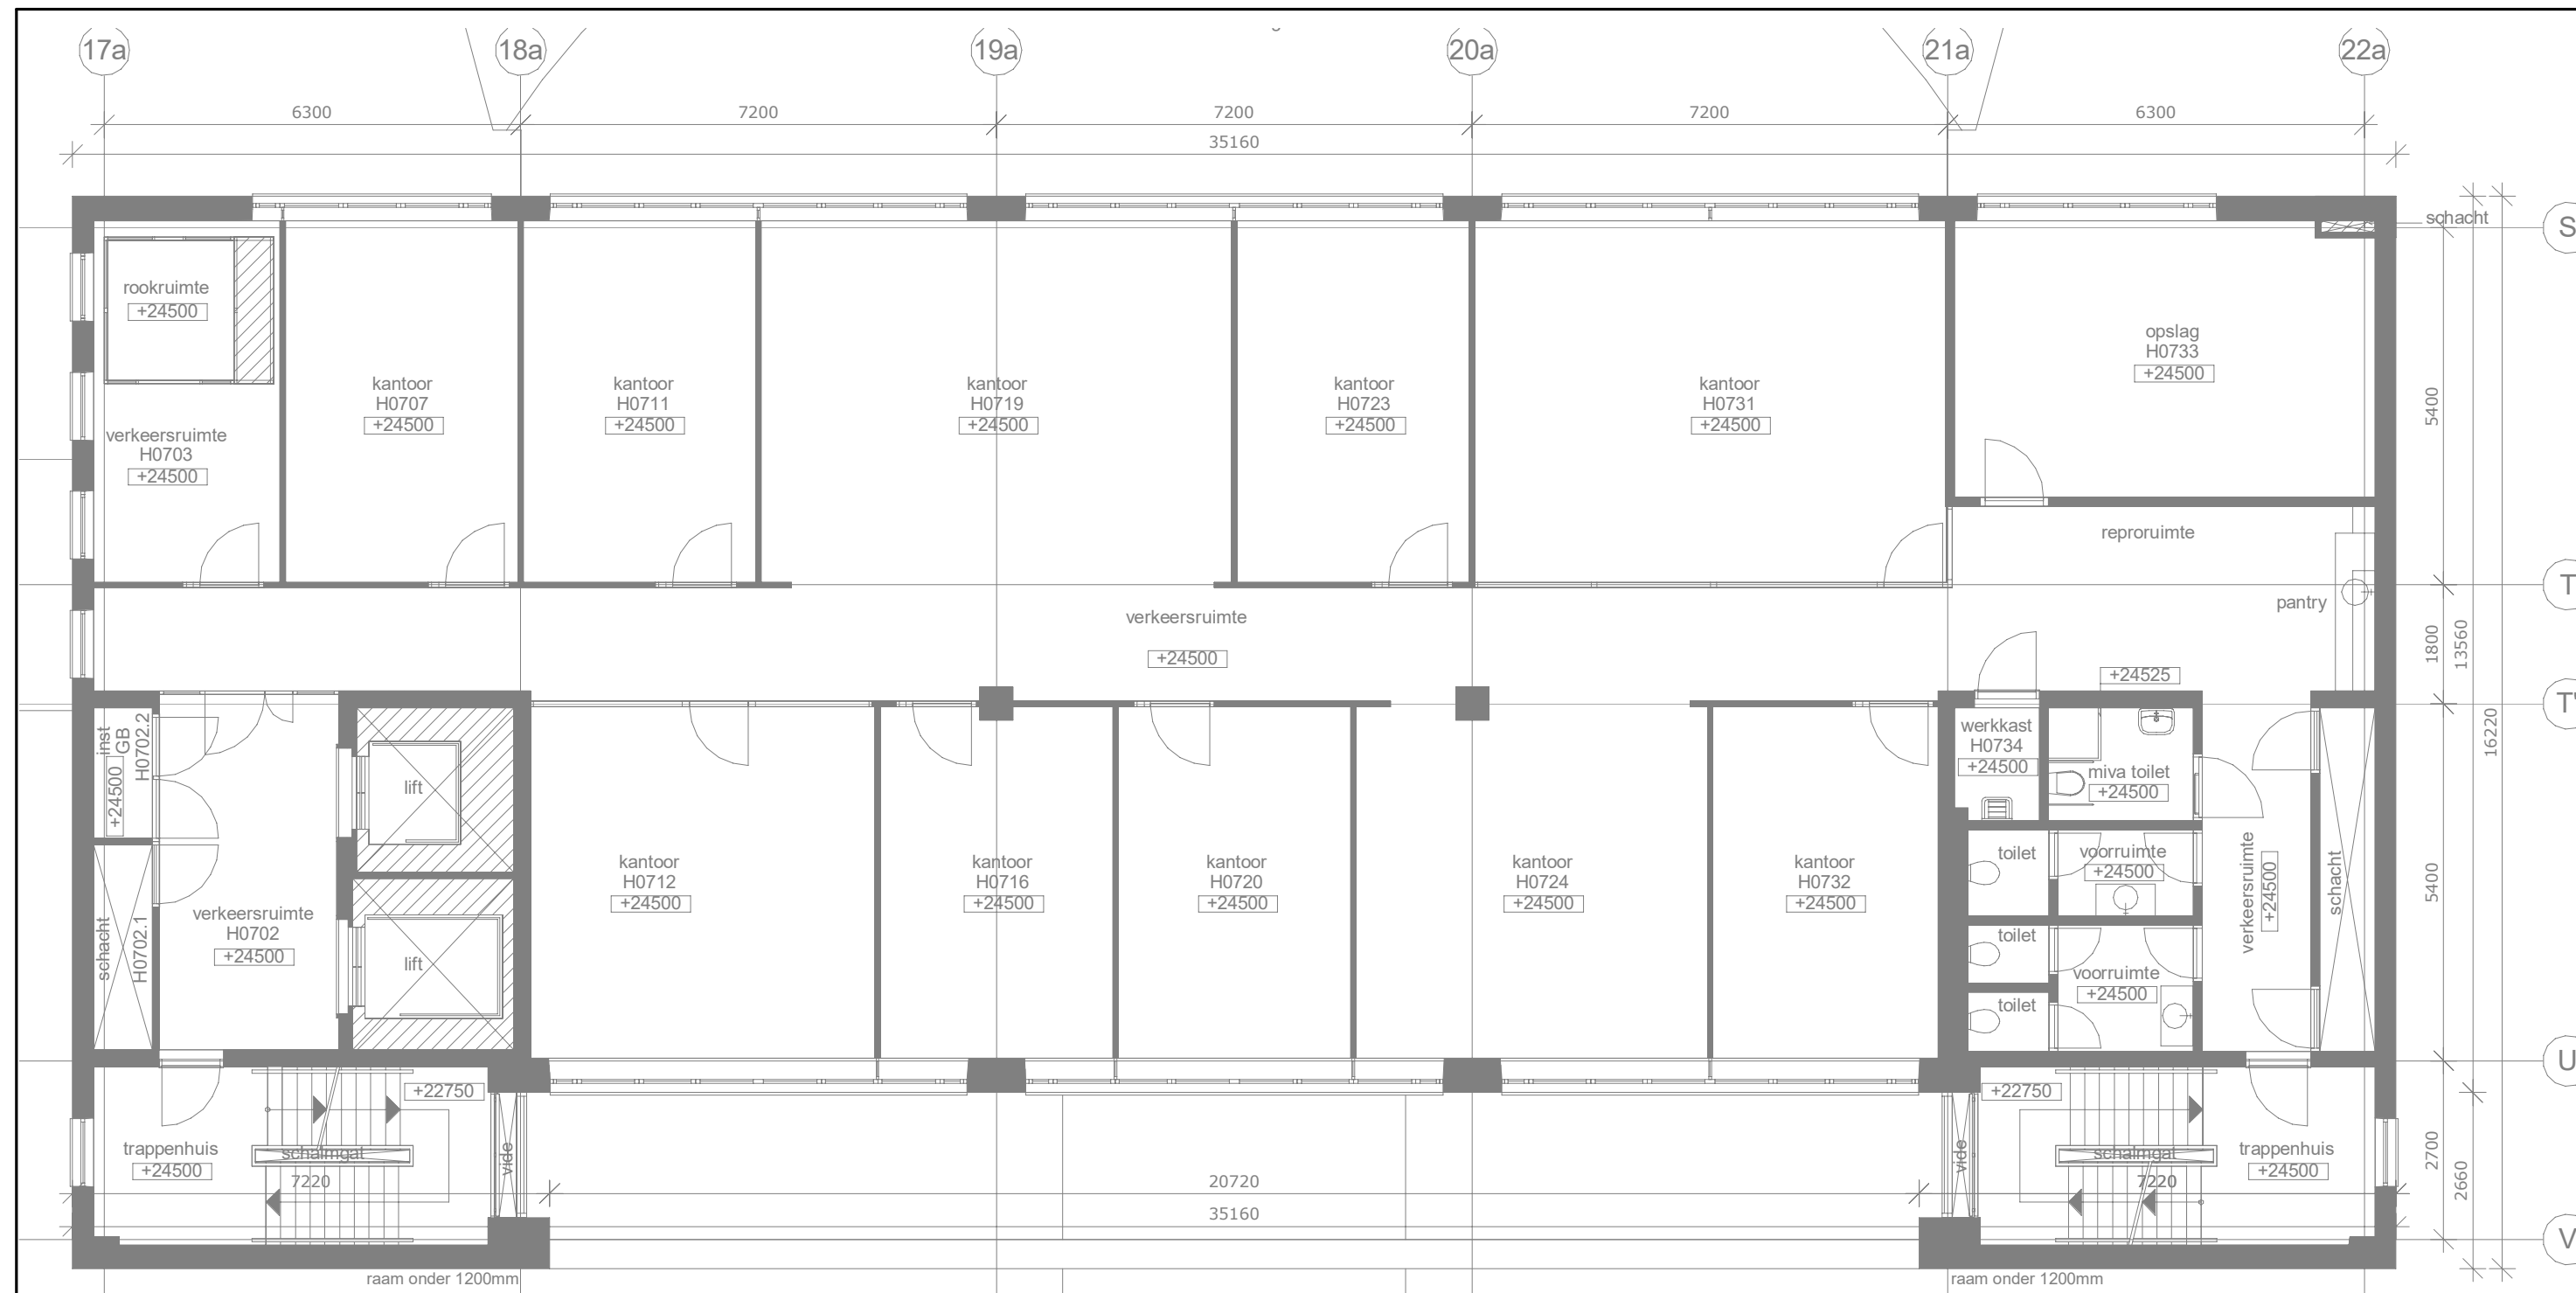 17a
18a
19a
20a
21a
22a
6300
7200
7200
7200
6300
35160
schacht
S
rookruimte
+24500
opslag
H0733
+24500
kantoor
H0707
+24500
kantoor
H0711
+24500
kantoor
H0719
+24500
kantoor
H0723
+24500
kantoor
H0731
+24500
5400
verkeersruimte
H0703
+24500
reproruimte
T
pantry
verkeersruimte
+24500
1800
13560
+24525
T'
inst
GB
H0702.2
+24500
werkkast
H0734
+24500
miva toilet
+24500
16220
lift
kantoor
H0712
+24500
kantoor
H0716
+24500
kantoor
H0720
+24500
kantoor
H0724
+24500
kantoor
H0732
+24500
toilet
voorruimte
+24500
verkeersruimte
+24500
schacht
5400
schacht
H0702.1
verkeersruimte
H0702
+24500
lift
toilet
voorruimte
+24500
toilet
U
+22750
+22750
trappenhuis
+24500
schalmgat
7220
vide
20720
35160
vide
schalmgat
7220
trappenhuis
+24500
2700
2660
V
raam onder 1200mm
raam onder 1200mm